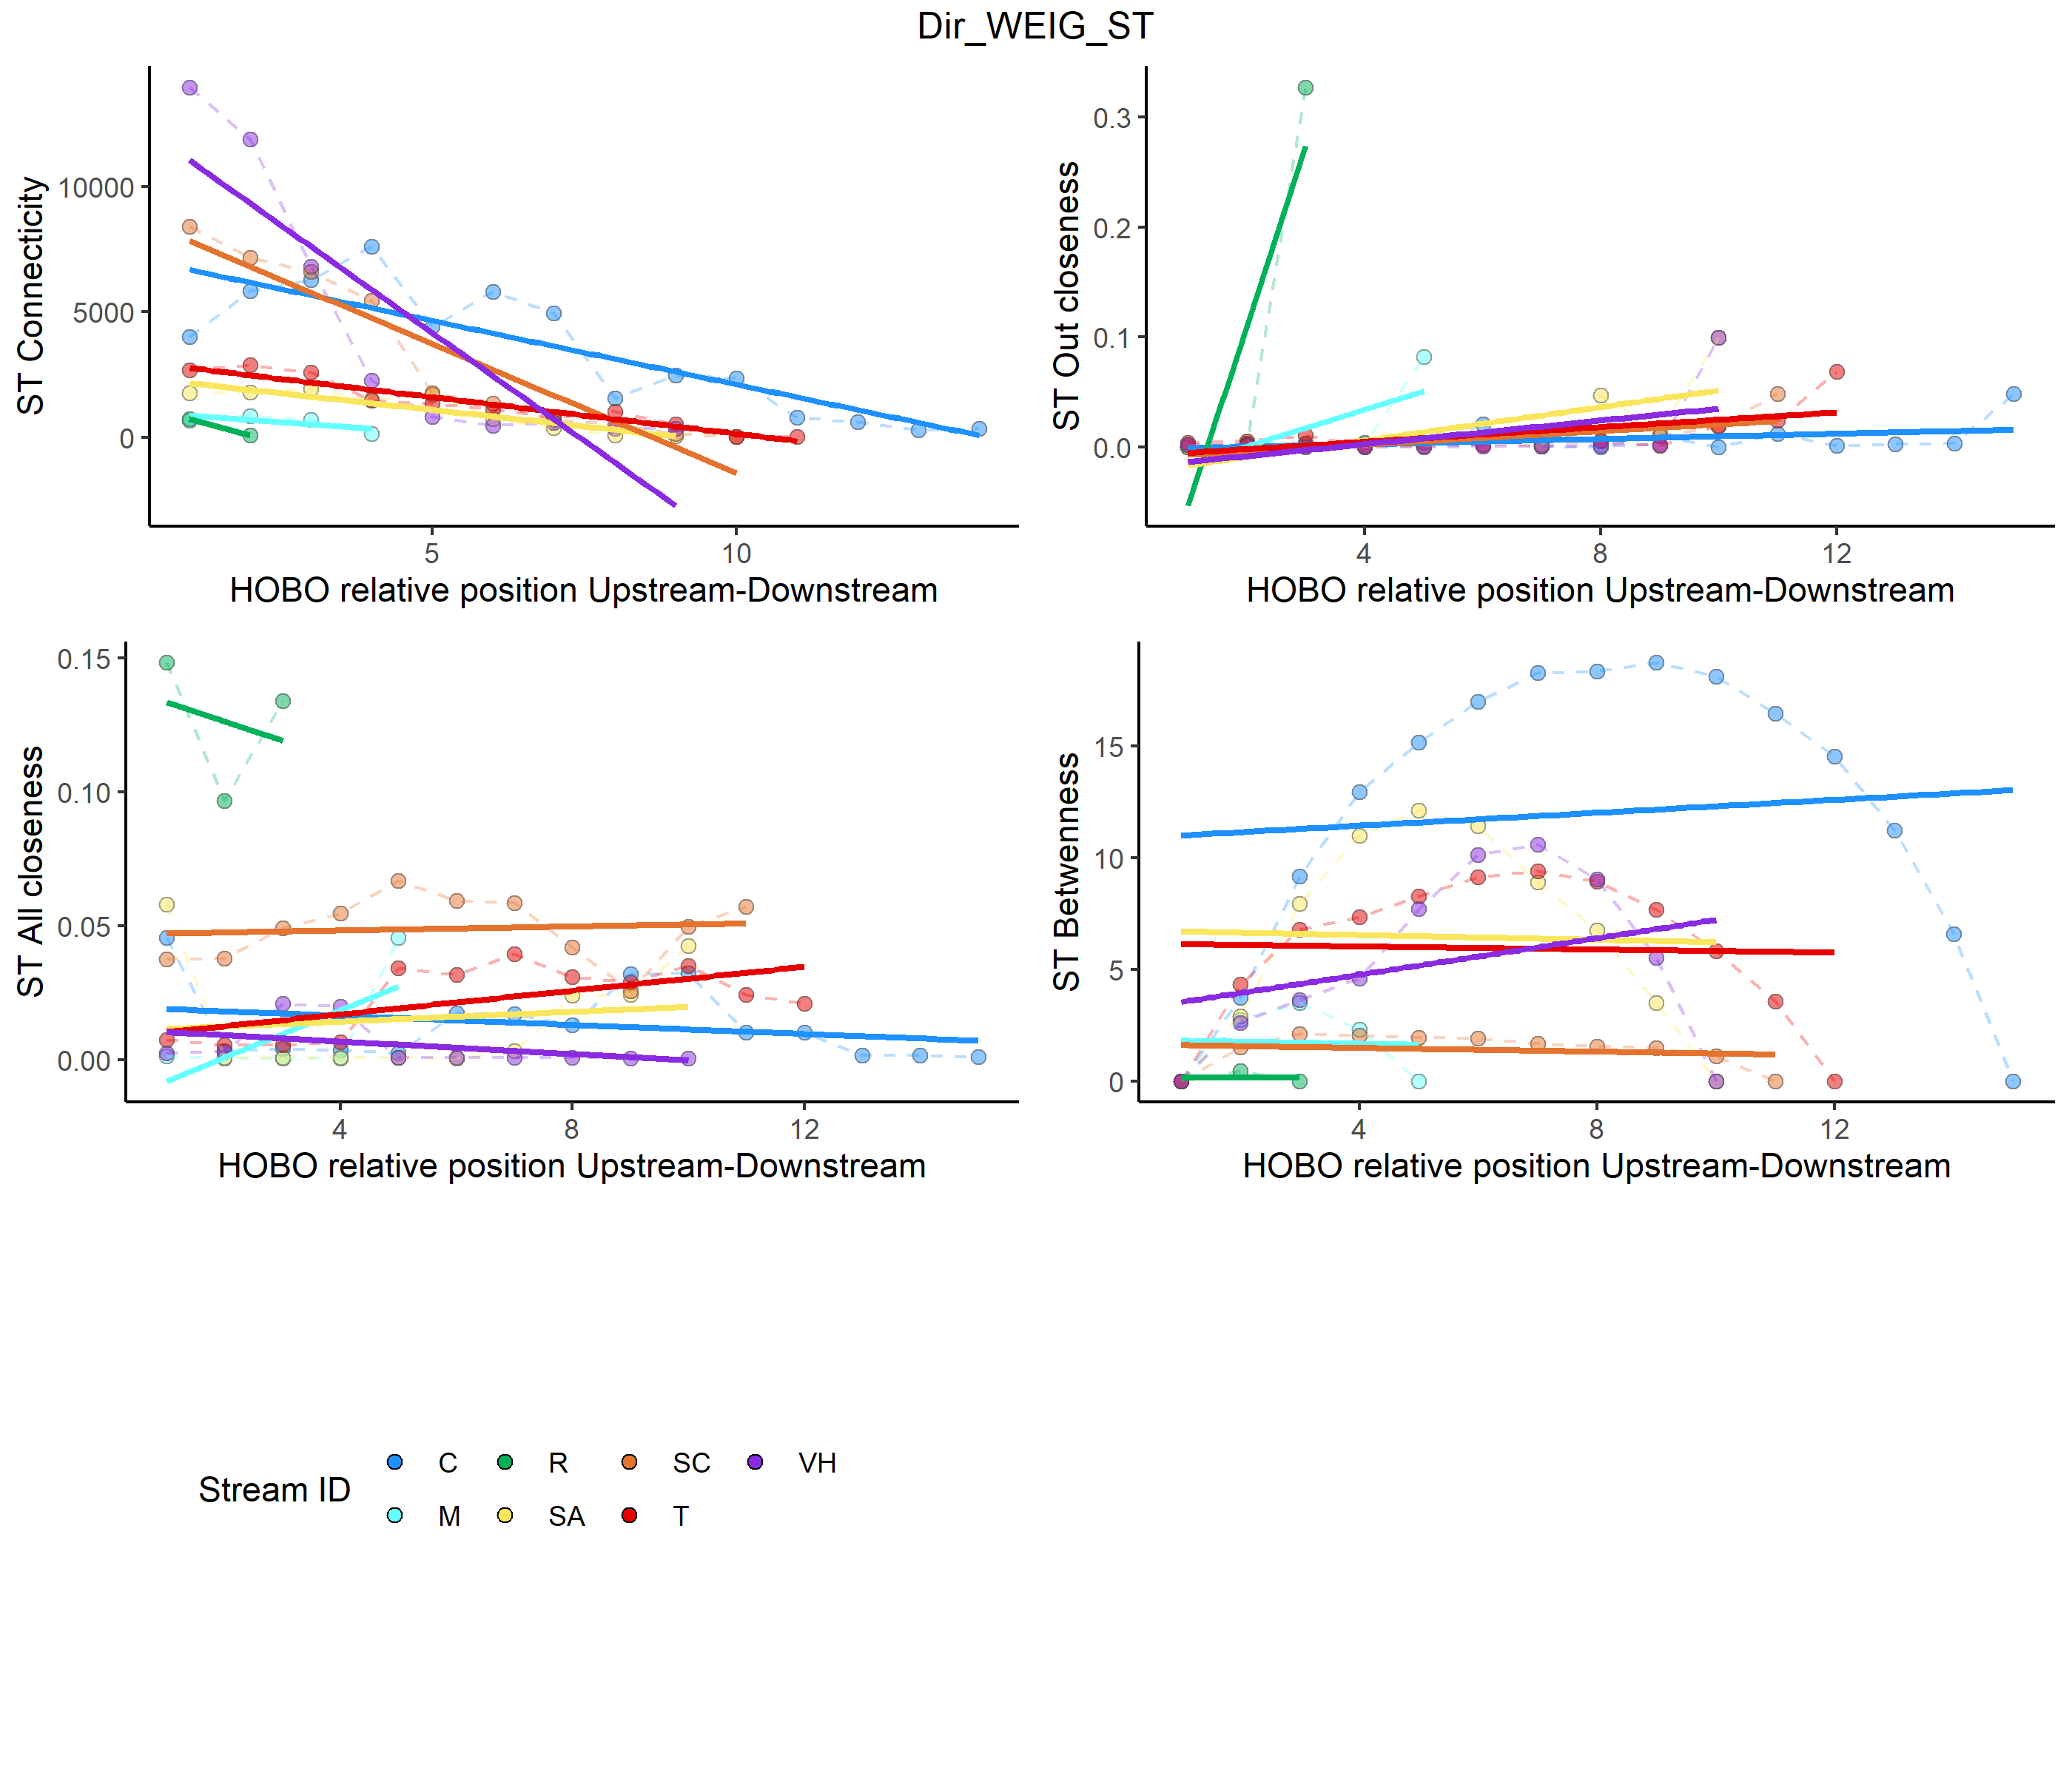 Dir_WEIG_ST
ST Connecticity
10000
5000
0
5
10
HOBO relative position Upstream-Downstream
ST Out closeness
0.3
0.2
0.1
0.0
4
8
12
HOBO relative position Upstream-Downstream
ST All closeness
0.15
0.10
0.05
0.00
4
8
12
HOBO relative position Upstream-Downstream
ST Betwenness
15
10
5
0
4
8
12
HOBO relative position Upstream-Downstream
Stream ID
C
R
SC
VH
M
SA
T